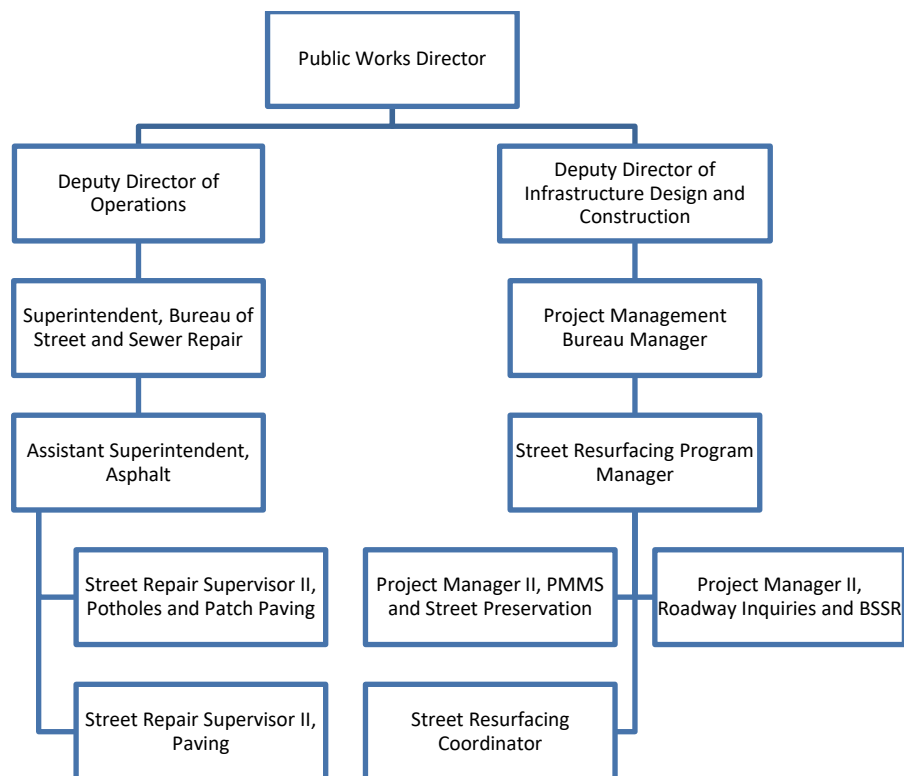 Public Works Director
Deputy Director of
Operations
Deputy Director of
Infrastructure Design and
Construction
Superintendent, Bureau of
Street and Sewer Repair
Project Management
Bureau Manager
Assistant Superintendent,
Asphalt
Street Resurfacing Program
Manager
Street Repair Supervisor II,
Potholes and Patch Paving
Project Manager II, PMMS
and Street Preservation
Project Manager II,
Roadway Inquiries and BSSR
Street Repair Supervisor II,
Paving
Street Resurfacing
Coordinator